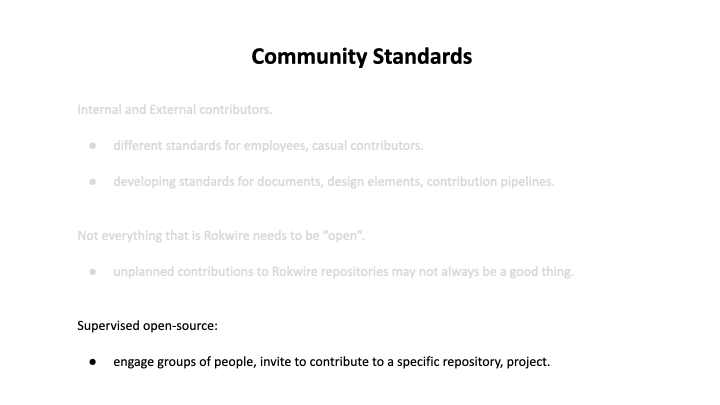 Community Standards
Internal and External contributors.
● different standards for employees, casual contributors.
● developing standards for documents, design elements, contribution pipelines.
Not everything that is Rokwire needs to be “open”.
● unplanned contributions to Rokwire repositories may not always be a good thing.
Supervised open-source:
● engage groups of people, invite to contribute to a specific repository, project.